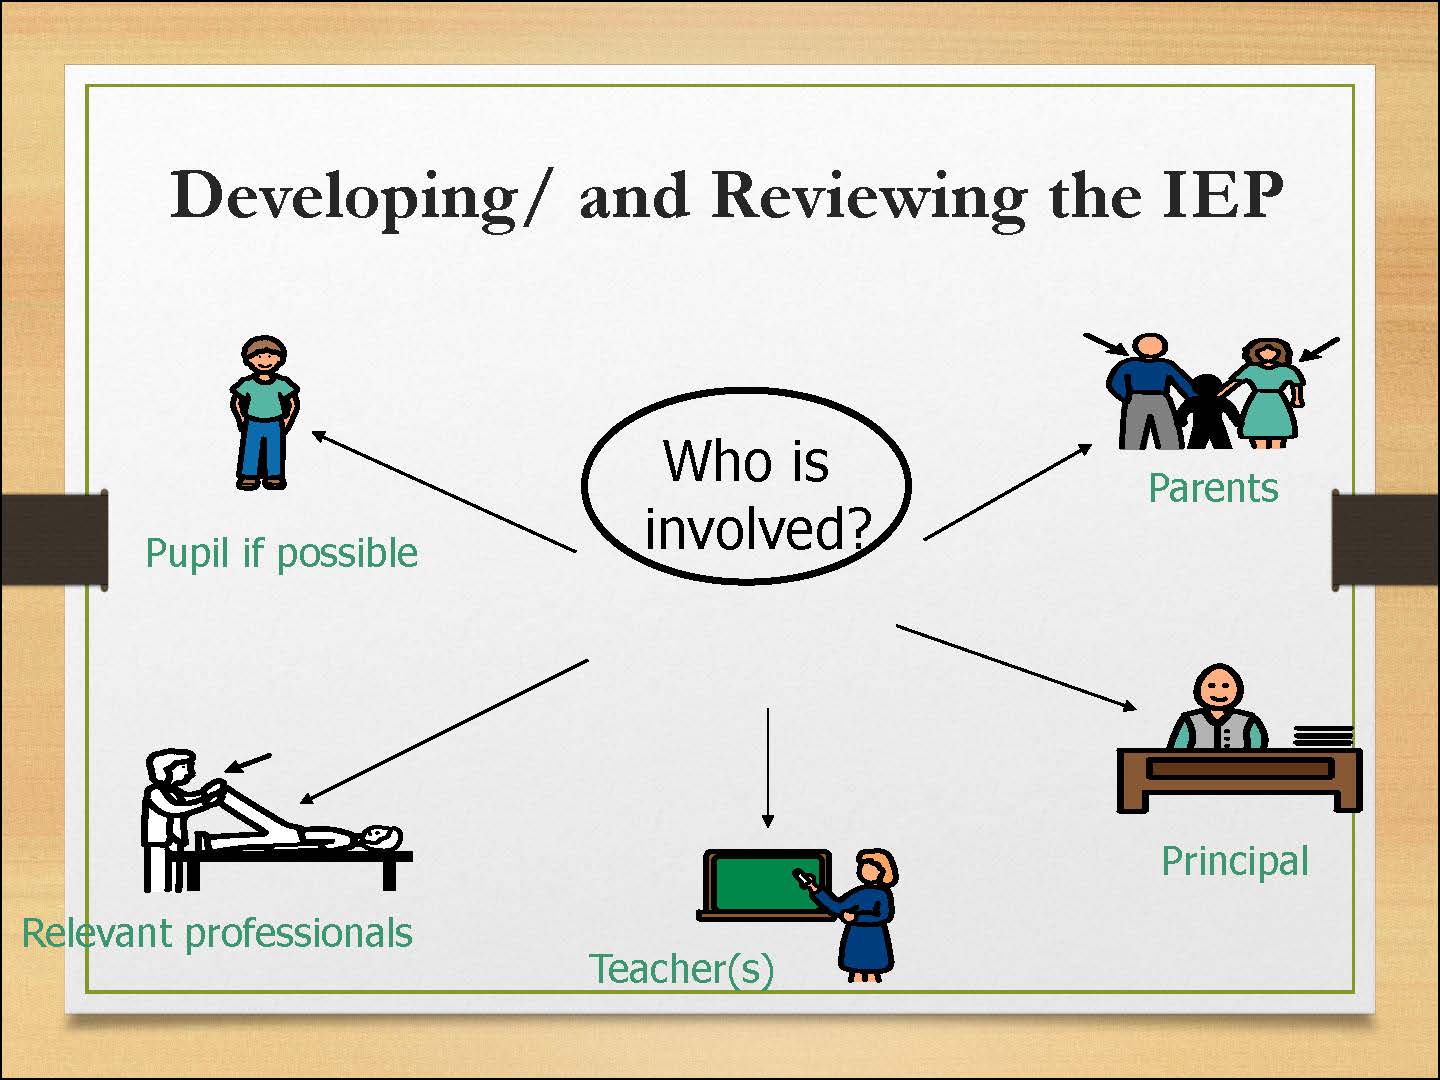 Developing/ and Reviewing the IEP
Who is
involved?
Parents
Pupil if possible
Principal
Relevant professionals
Teacher(s)